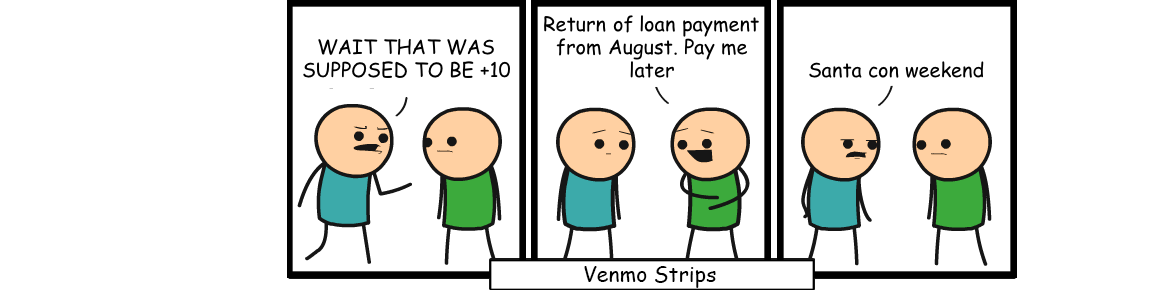 WAIT THAT WAS
SUPPOSED TO BE +10
Return of loan payment
from August. Pay me
later
Santa con weekend
Venmo Strips